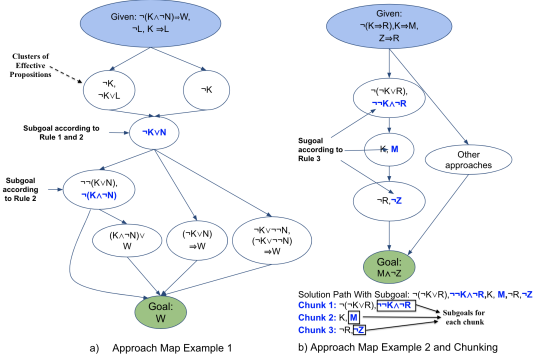 Given: ¬(K∧¬N)⇒W,
¬L, K ⇒L
Clusters of
Effective
Propositions
¬K,
¬K∨L
¬K
Subgoal according to
Rule 1 and 2
¬K∨N
Subgoal
according
to Rule 2
¬¬(K∨N),
¬(K∧¬N)
(K∧¬N)∨
W
(¬K∨N)
⇒W
¬K∨¬¬N,
(¬K∨¬¬N)
⇒W
Goal:
W
a) Approach Map Example 1
Given:
¬(K⇒R),K⇒M,
Z⇒R
¬(¬K∨R),
¬¬K∧¬R
Sugoal
according to
Rule 3
K, M
Other
approaches
¬R,¬Z
Goal:
M∧¬Z
Solution Path With Subgoal: ¬(¬K∨R),¬¬K∧¬R,K, M,¬R,¬Z
Chunk 1: ¬(¬K∨R),¬¬K∧¬R
Chunk 2: K, M
Chunk 3: ¬R,¬Z
Subgoals for
each chunk
b) Approach Map Example 2 and Chunking